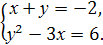 x + y = −2,
y² − 3x = 6.